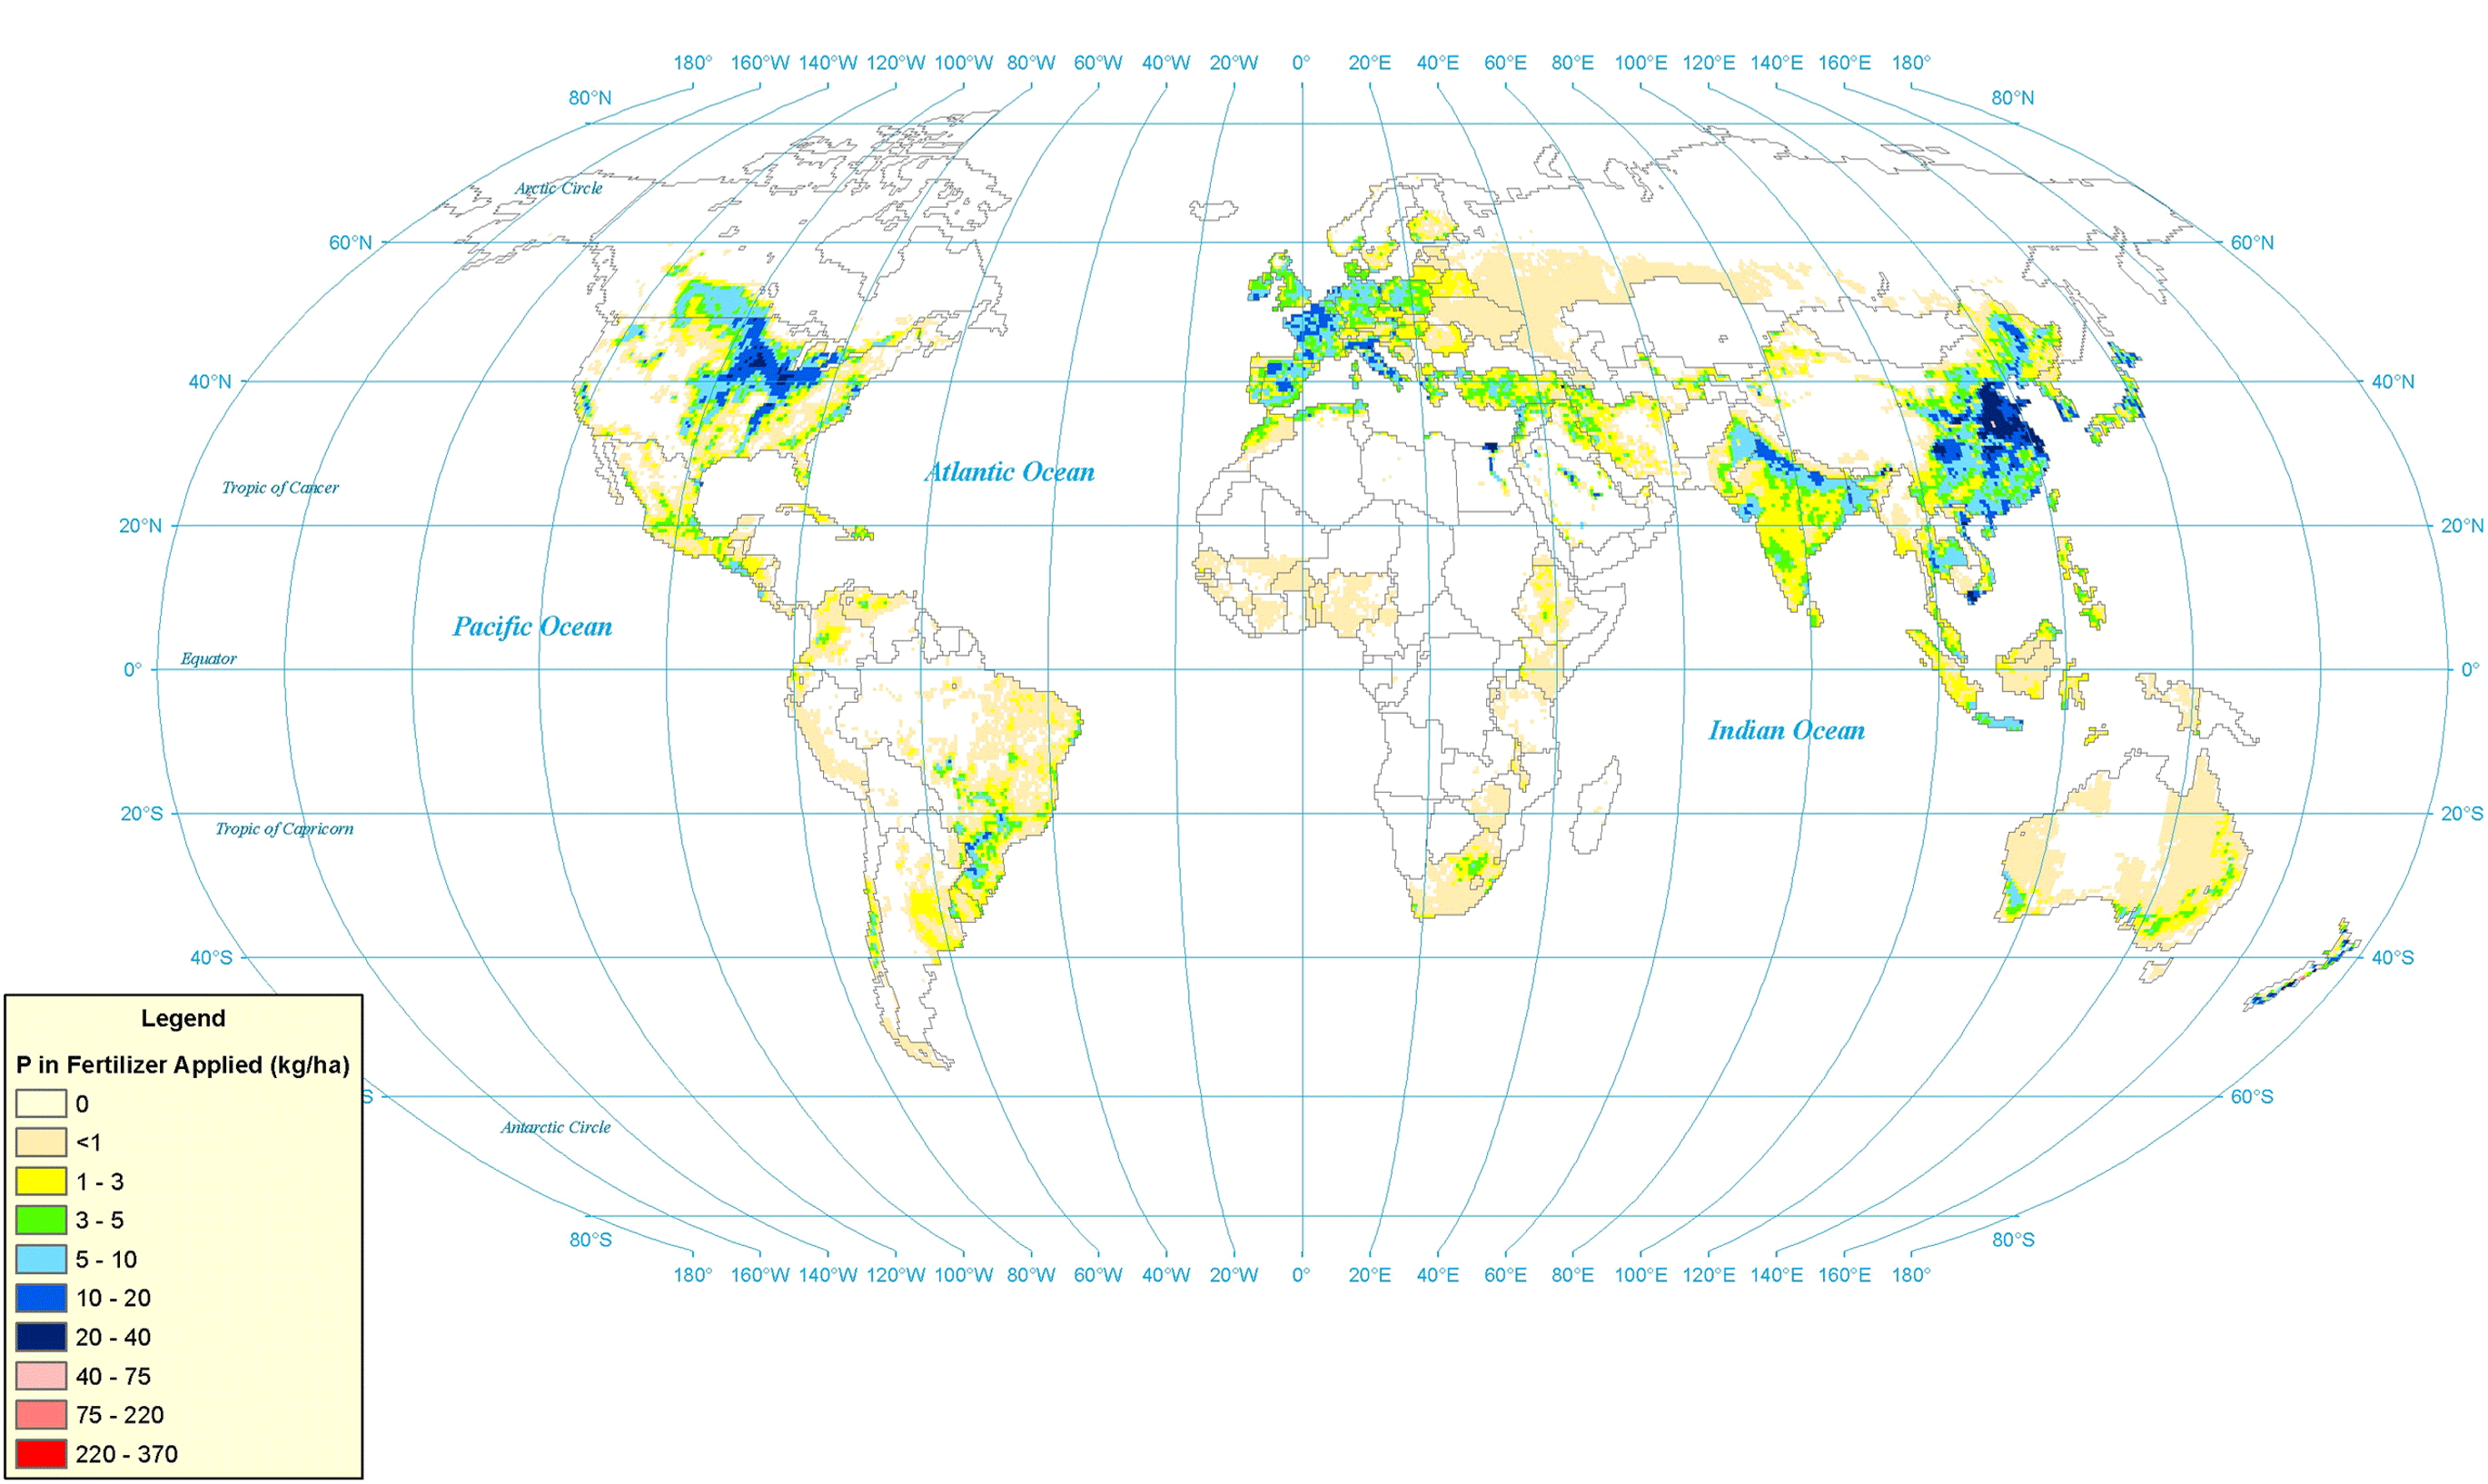 180° 160°W 140°W 120°W 100°W 80°W 60°W 40°W 20°W 0° 20°E 40°E 60°E 80°E 100°E 120°E 140°E 160°E 180°
80°N 80°N
Arctic Circle
60°N 60°N
40°N 40°N
Atlantic Ocean
Tropic of Cancer
20°N 20°N
Pacific Ocean
Equator
0° 0°
Indian Ocean
20°S 20°S
Tropic of Capricorn
40°S 40°S
S 60°S
Antarctic Circle
80°S 80°S
180° 160°W 140°W 120°W 100°W 80°W 60°W 40°W 20°W 0° 20°E 40°E 60°E 80°E 100°E 120°E 140°E 160°E 180°
Legend
P in Fertilizer Applied (kg/ha)
0
<1
1 - 3
3 - 5
5 - 10
10 - 20
20 - 40
40 - 75
75 - 220
220 - 370